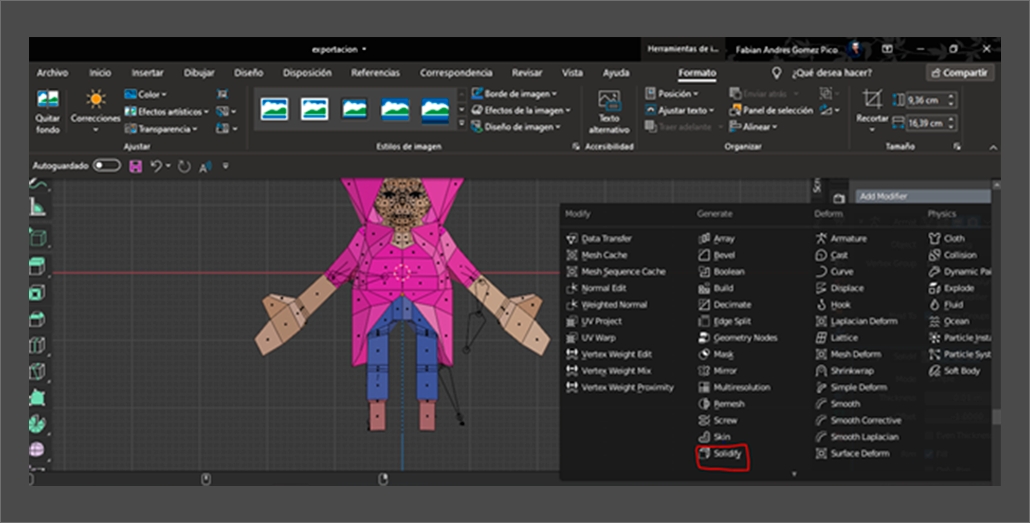 exportacion
Herramientas de i...
Fabian Andres Gomez Pico
Archivo Inicio Insertar Dibujar Diseño Disposición Referencias Correspondencia Revisar Vista Ayuda Formato ¿Qué desea hacer? Compartir
Quitar fondo
Correcciones
Color
Efectos artísticos
Transparencia
Ajustar
Estilos de imagen
Borde de imagen
Efectos de la imagen
Diseño de imagen
Texto alternativo
Accesibilidad
Posición
Ajustar texto
Traer adelante
Enviar atrás
Panel de selección
Alinear
Organizar
Recortar
9,36 cm
16,39 cm
Tamaño
Autoguardado
Add Modifier
Modify
Data Transfer
Mesh Cache
Mesh Sequence Cache
Normal Edit
Weighted Normal
UV Project
UV Warp
Vertex Weight Edit
Vertex Weight Mix
Vertex Weight Proximity
Generate
Array
Bevel
Boolean
Build
Decimate
Edge Split
Geometry Nodes
Mask
Mirror
Multiresolution
Remesh
Screw
Skin
Solidify
Deform
Armature
Cast
Curve
Displace
Hook
Laplacian Deform
Lattice
Mesh Deform
Shrinkwrap
Simple Deform
Smooth
Smooth Corrective
Smooth Laplacian
Surface Deform
Physics
Cloth
Collision
Dynamic Pai
Explode
Fluid
Ocean
Particle Insta
Particle Syst
Soft Body